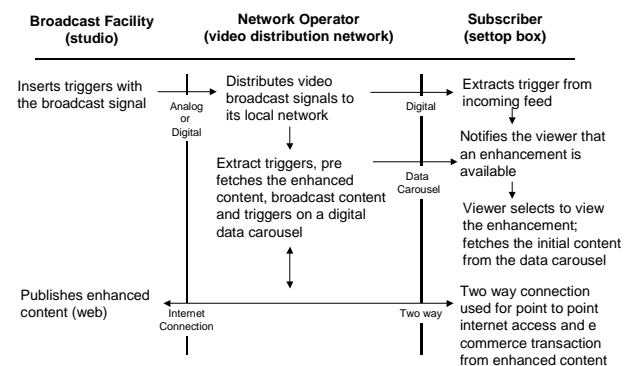 Broadcast Facility
(studio)
Network Operator
(video distribution network)
Subscriber
(settop box)
Inserts triggers with
the broadcast signal
Analog
or
Digital
Distributes video
broadcast signals to
its local network
Digital
Extracts trigger from
incoming feed
Extract triggers, pre
fetches the enhanced
content, broadcast content
and triggers on a digital
data carousel
Data
Carousel
Notifies the viewer that
an enhancement is
available
Viewer selects to view
the enhancement;
fetches the initial content
from the data carousel
Publishes enhanced
content (web)
Internet
Connection
Two way
Two way connection
used for point to point
internet access and e
commerce transaction
from enhanced content